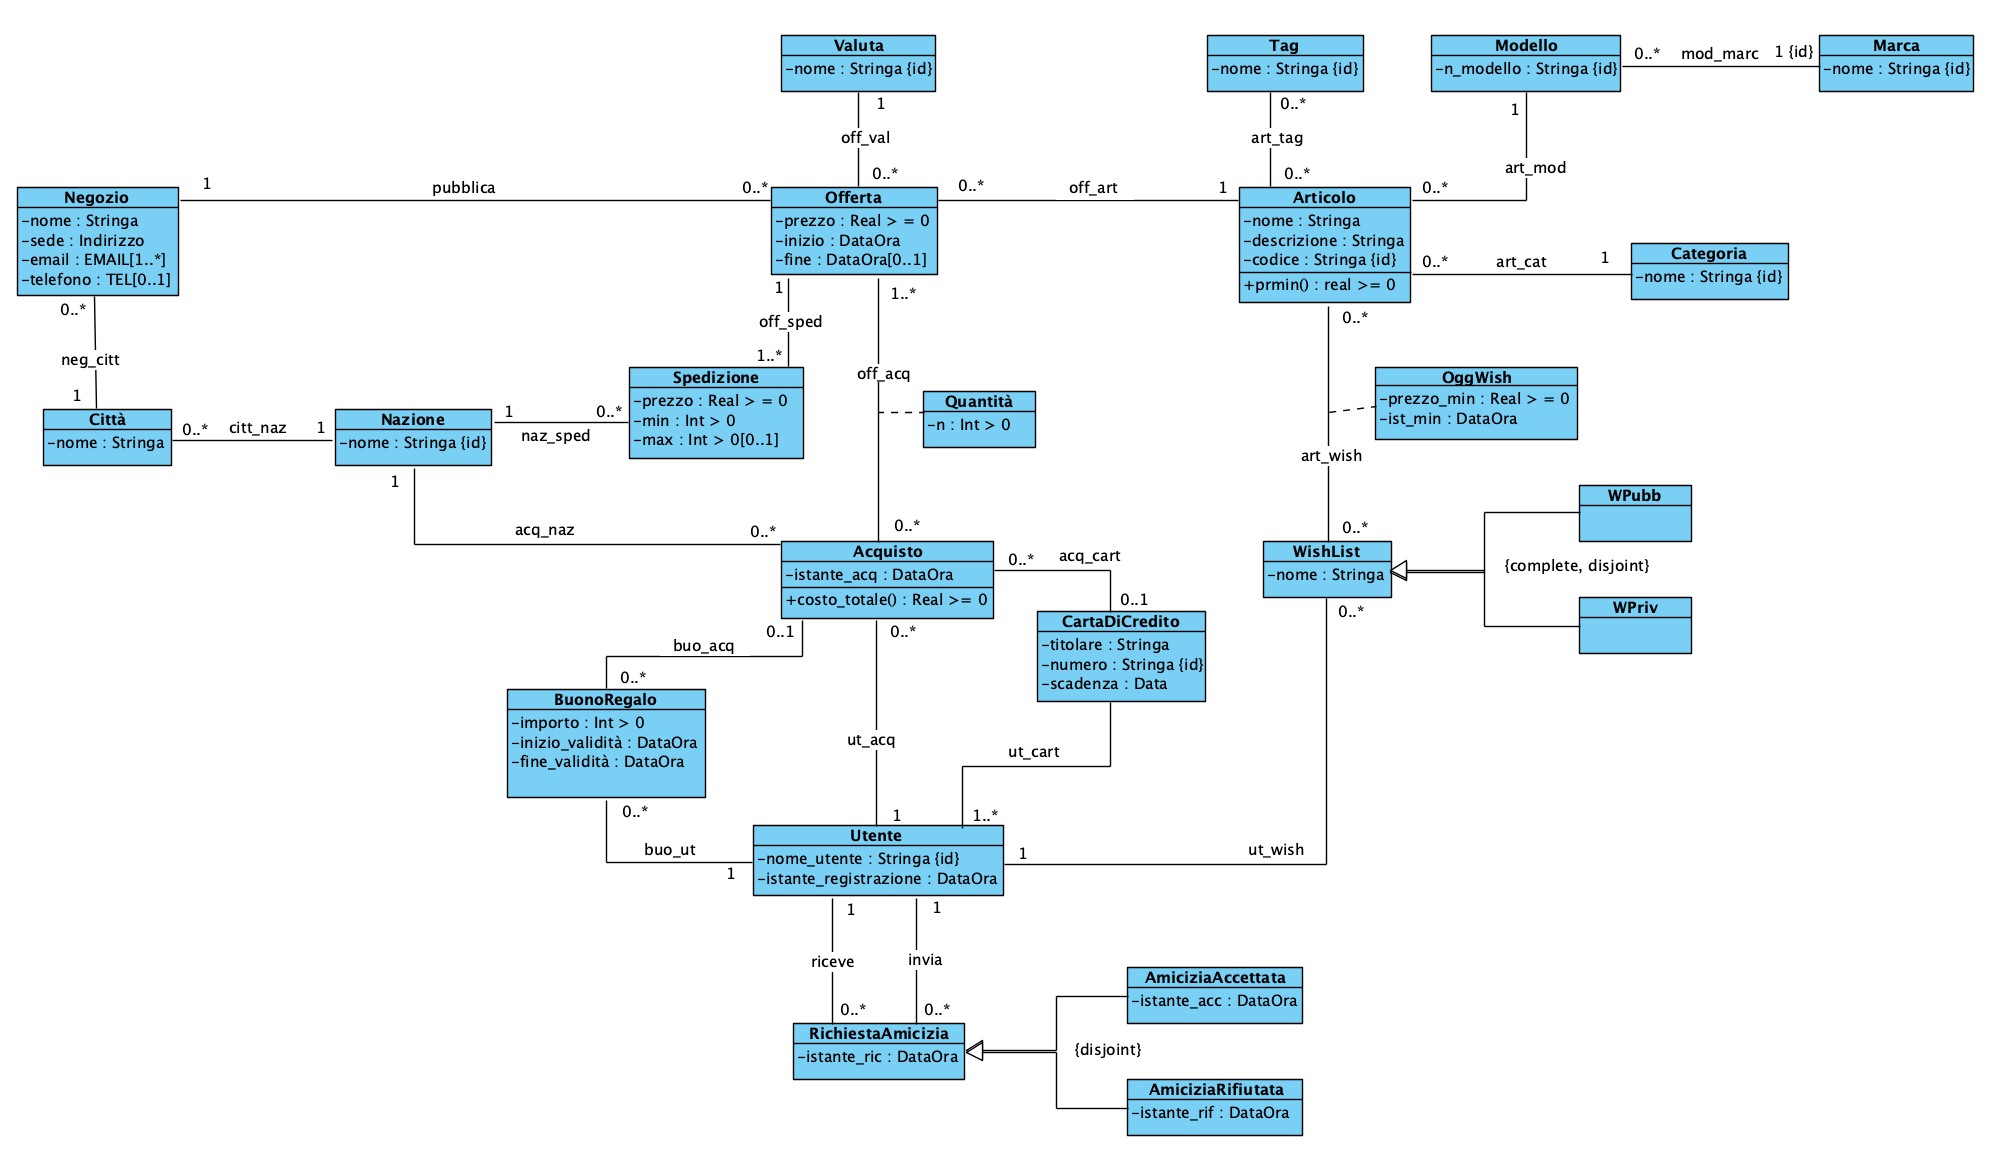 Valuta
-nome : Stringa {id}
Tag
-nome : Stringa {id}
Modello
-n_modello : Stringa {id}
0..*
mod_marc
1 {id}
Marca
-nome : Stringa {id}
1
off_val
0..*
0..*
art_tag
0..*
1
art_mod
0..*
Negozio
-nome : Stringa
-sede : Indirizzo
-email : EMAIL[1..*]
-telefono : TEL[0..1]
1
pubblica
0..*
Offerta
-prezzo : Real > = 0
-inizio : DataOra
-fine : DataOra[0..1]
0..*
off_art
1
Articolo
-nome : Stringa
-descrizione : Stringa
-codice : Stringa {id}
+prmin() : real >= 0
0..*
art_cat
1
Categoria
-nome : Stringa {id}
0..*
neg_citt
1
1
off_sped
1..*
1..*
off_acq
0..*
Quantità
-n : Int > 0
0..*
art_wish
0..*
OggWish
-prezzo_min : Real > = 0
-ist_min : DataOra
Città
-nome : Stringa
0..*
citt_naz
1
Nazione
-nome : Stringa {id}
1
naz_sped
0..*
Spedizione
-prezzo : Real > = 0
-min : Int > 0
-max : Int > 0[0..1]
1
acq_naz
0..*
Acquisto
-istante_acq : DataOra
+costo_totale() : Real >= 0
0..*
acq_cart
0..1
CartaDiCredito
-titolare : Stringa
-numero : Stringa {id}
-scadenza : Data
WishList
-nome : Stringa
{complete, disjoint}
WPubb
WPriv
0..1
buo_acq
0..*
BuonoRegalo
-importo : Int > 0
-inizio_validità : DataOra
-fine_validità : DataOra
0..*
ut_acq
1
ut_cart
1..*
0..*
buo_ut
1
Utente
-nome_utente : Stringa {id}
-istante_registrazione : DataOra
1
ut_wish
0..*
1
riceve
0..*
1
invia
0..*
RichiestaAmicizia
-istante_ric : DataOra
{disjoint}
AmiciziaAccettata
-istante_acc : DataOra
AmiciziaRifiutata
-istante_rif : DataOra